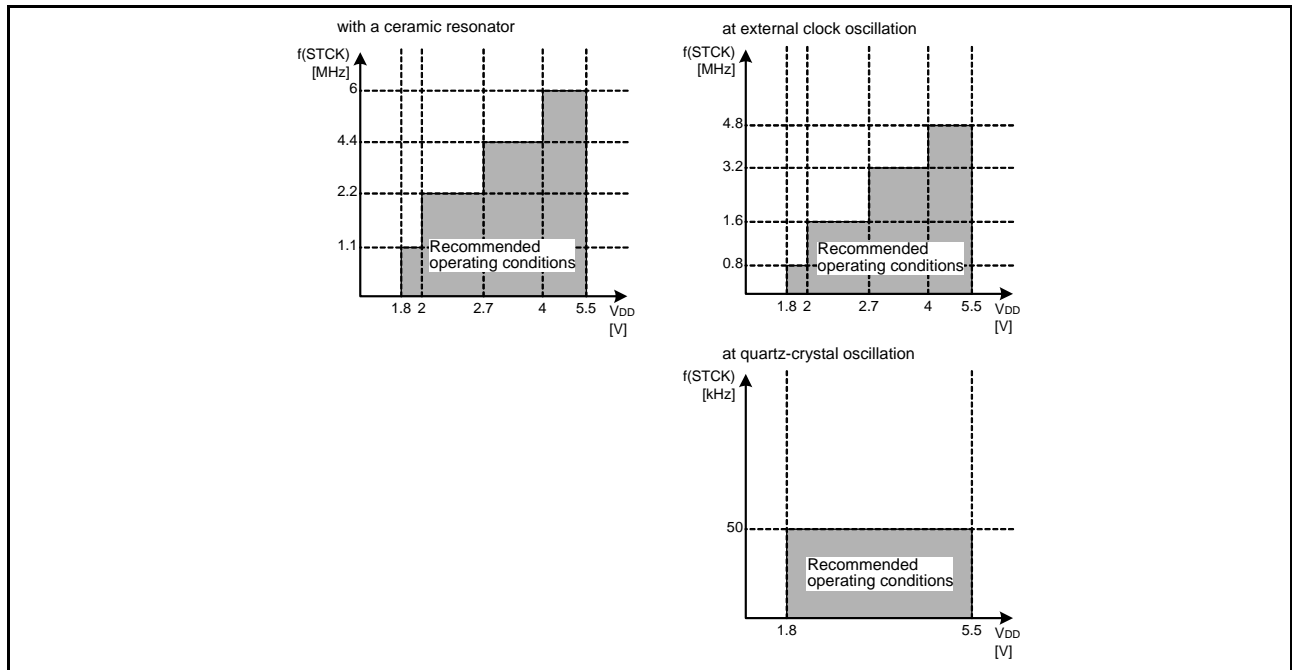 with a ceramic resonator
f(STCK)
[MHz]
6
4.4
2.2
1.1
Recommended
operating conditions
1.8 2 2.7 4 5.5 VDD
[V]
at external clock oscillation
f(STCK)
[MHz]
4.8
3.2
1.6
0.8
Recommended
operating conditions
1.8 2 2.7 4 5.5 VDD
[V]
at quartz-crystal oscillation
f(STCK)
[kHz]
50
Recommended
operating conditions
1.8 5.5 VDD
[V]